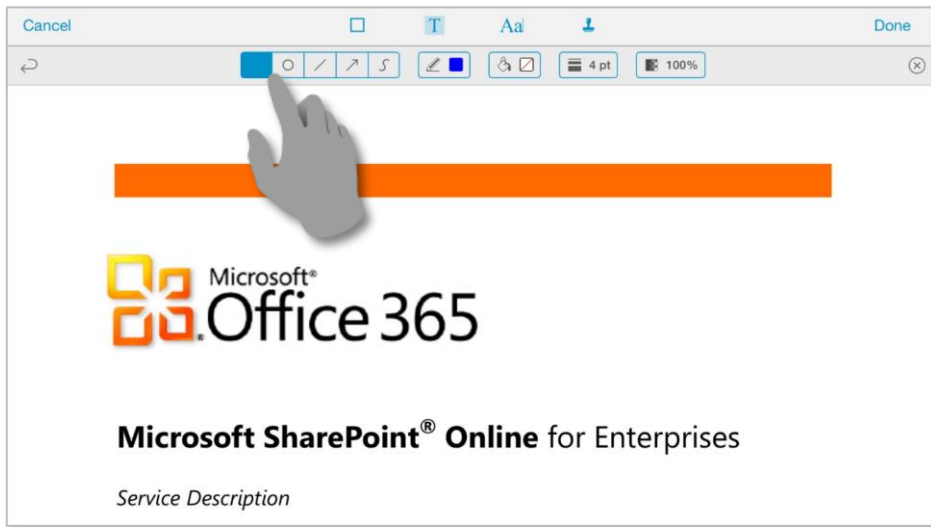 Cancel T Aa Done
4 pt 100%
Microsoft®
Office 365
®
Microsoft SharePoint® Online for Enterprises
Service Description